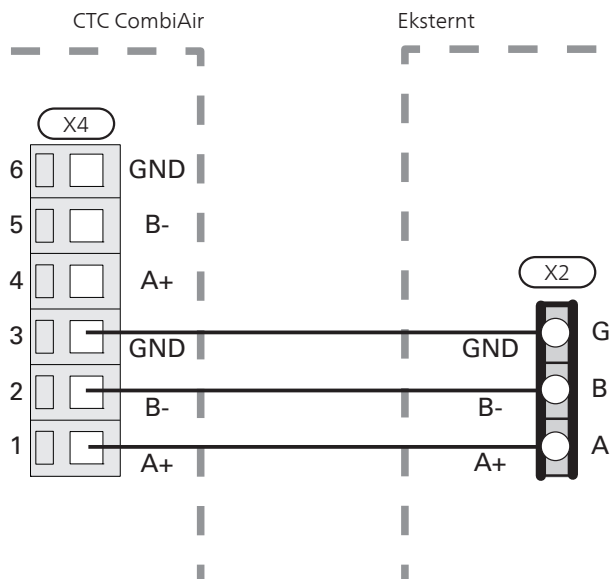 CTC CombiAir
Eksternt
X4
6 GND
5 B-
4 A+
X2
3 GND GND G
2 B- B- B
1 A+ A+ A